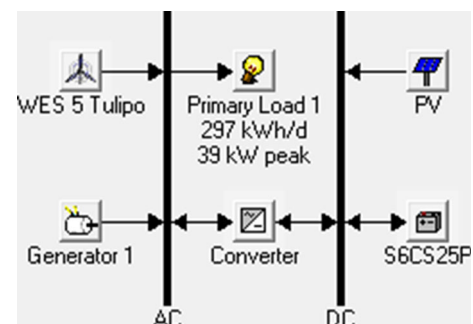 WES 5 Tulipo
Primary Load 1
297 kWh/d
39 kW peak
PV
Generator 1
Converter
S6CS25P
AC
DC